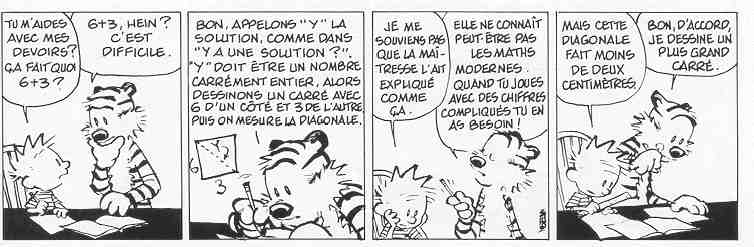 TU M'AIDES
AVEC MES
DEVOIRS?
ÇA FAIT QUOI
6+3 ?
6+3, HEIN ?
C'EST
DIFFICILE.
BON, APPELONS "Y" LA
SOLUTION, COMME DANS
"Y A UNE SOLUTION ?".
"Y" DOIT ÊTRE UN NOMBRE
CARRÉMENT ENTIER, ALORS
DESSINONS UN CARRÉ AVEC
6 D'UN CÔTÉ ET 3 DE L'AUTRE
PUIS ON MESURE LA DIAGONALE.
6
Y
3
JE ME
SOUVIENS PAS
QUE LA MAÎ-
TRESSE L'AIT
EXPLIQUÉ
COMME
ÇA.
ELLE NE CONNAÎT
PEUT-ÊTRE PAS
LES MATHS
MODERNES.
QUAND TU JOUES
AVEC DES CHIFFRES
COMPLIQUÉS TU EN
AS BESOIN !
MAIS CETTE
DIAGONALE
FAIT MOINS
DE DEUX
CENTIMÈTRES
BON, D'ACCORD,
JE DESSINE UN
PLUS GRAND
CARRÉ.